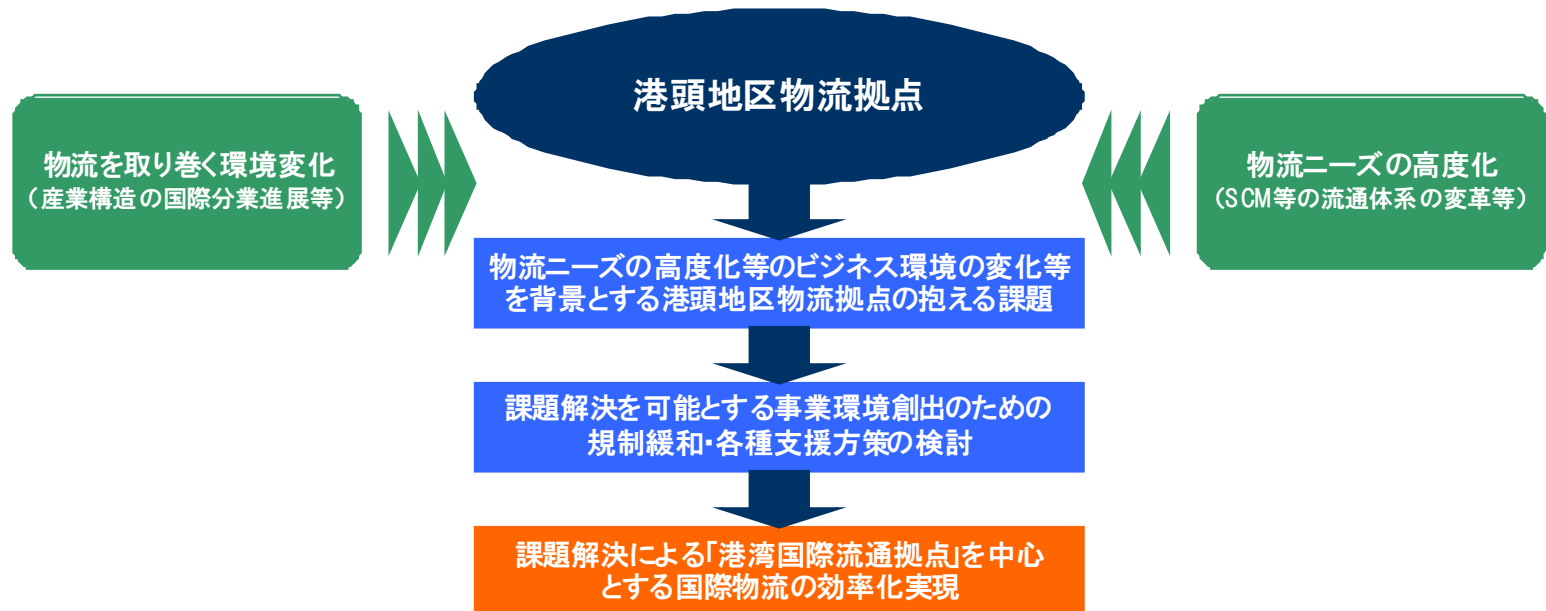 港頭地区物流拠点
物流を取り巻く環境変化
（産業構造の国際分業進展等）
物流ニーズの高度化
（SCM等の流通体系の変革等）
物流ニーズの高度化等のビジネス環境の変化等
を背景とする港頭地区物流拠点の抱える課題
課題解決を可能とする事業環境創出のための
規制緩和・各種支援方策の検討
課題解決による「港湾国際流通拠点」を中心
とする国際物流の効率化実現